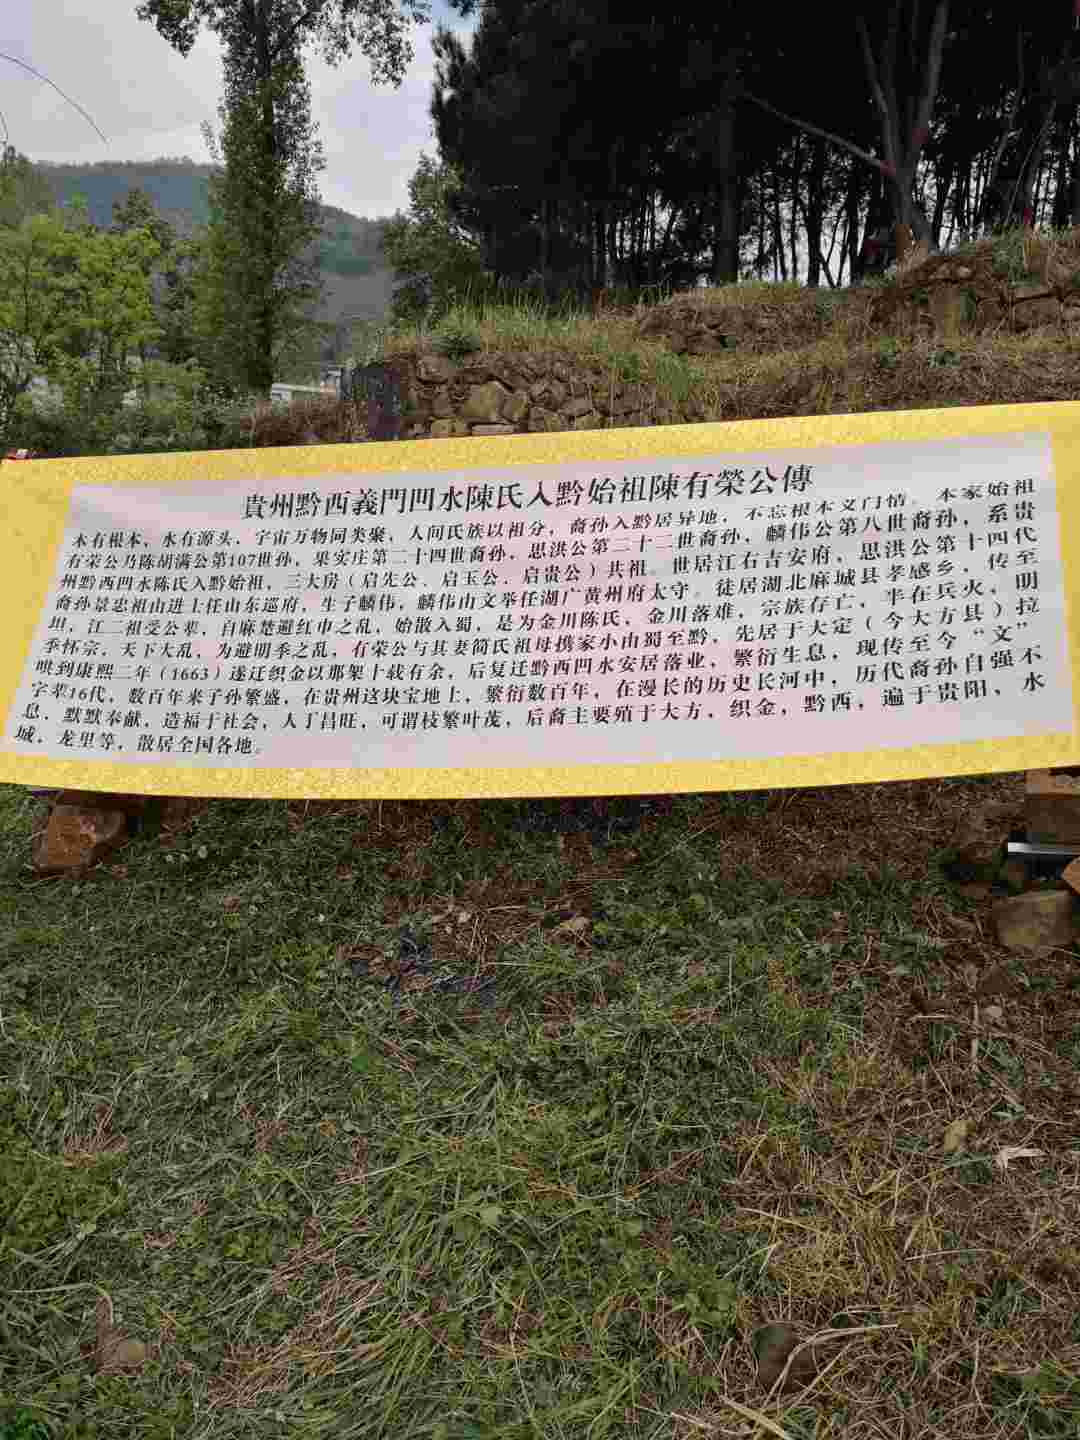 貴州黔西義門凹水陳氏入黔始祖陳有榮公傳
木有根本，水有源头，宇宙万物同类聚，人间氏族以祖分，裔孙入黔居异地，不忘根本义门情。本家始祖
有荣公乃陈胡满公第107世孙，果实庄第二十四世裔孙，思洪公第二十二世裔孙，麟伟公第八世裔孙，系贵
州黔西凹水陈氏入黔始祖，三大房（启先公、启玉公、启贵公）共祖。世居江右吉安府，思洪公第十四代
裔孙景忠祖由进士任山东巡府，生子麟伟，麟伟由文举任湖广黄州府太守。徒居湖北麻城县孝感乡，传至
坦，江二祖受公辈，自麻楚避红巾之乱，始散入蜀，是为金川陈氏，金川落难，宗族存亡，半在兵火，明
季怀宗，天下大乱，为避明季之乱，有荣公与其妻简氏祖母携家小由蜀至黔，先居于大定（今大方县）拉
哄到康熙二年（1663）遂迁织金以那架十载有余，后复迁黔西凹水安居落业，繁衍生息，现传至今“文”
字辈16代，数百年来子孙繁盛，在贵州这块宝地上，繁衍数百年，在漫长的历史长河中，历代裔孙自强不
息，默默奉献，造福于社会，人丁昌旺，可谓枝繁叶茂，后裔主要殖于大方，织金，黔西，遍于贵阳，水
城，龙里等，散居全国各地。